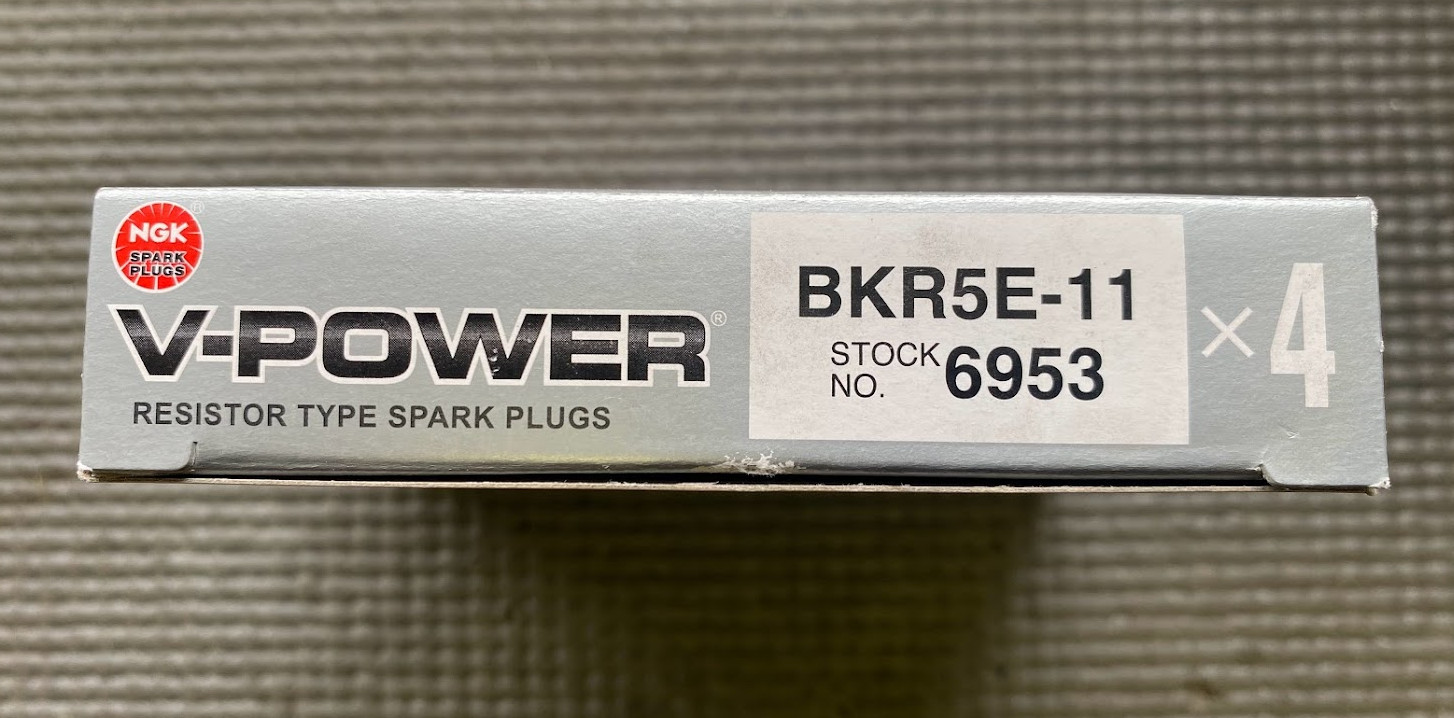 NGK
SPARK
PLUGS
®
V-POWER®
RESISTOR TYPE SPARK PLUGS
BKR5E-11
STOCK NO. 6953
×4